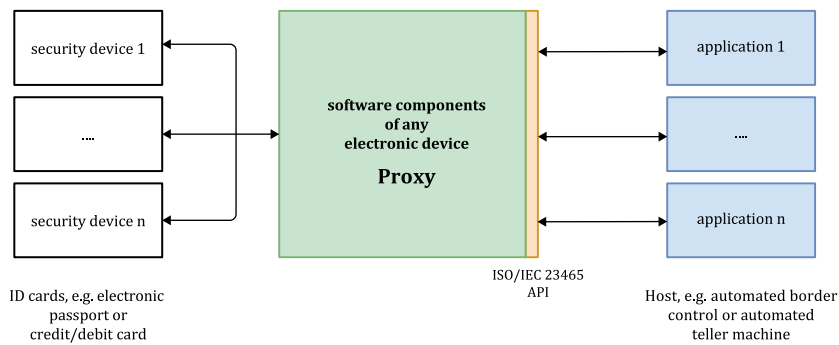 security device 1
....
security device n
software components
of any
electronic device
Proxy
application 1
....
application n
ISO/IEC 23465
API
ID cards, e.g. electronic
passport or
credit/debit card
Host, e.g. automated border
control or automated
teller machine